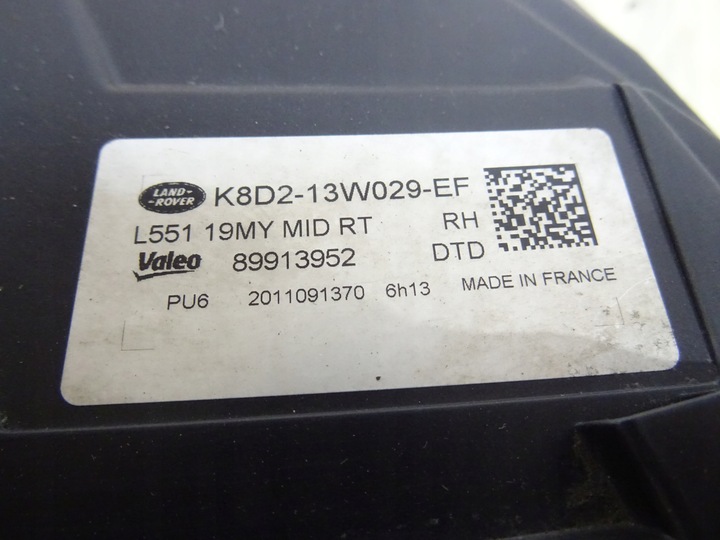 LAND-ROVER K8D2-13W029-EF
L551 19MY MID RT RH
Valeo 89913952 DTD
PU6 2011091370 6h13 MADE IN FRANCE